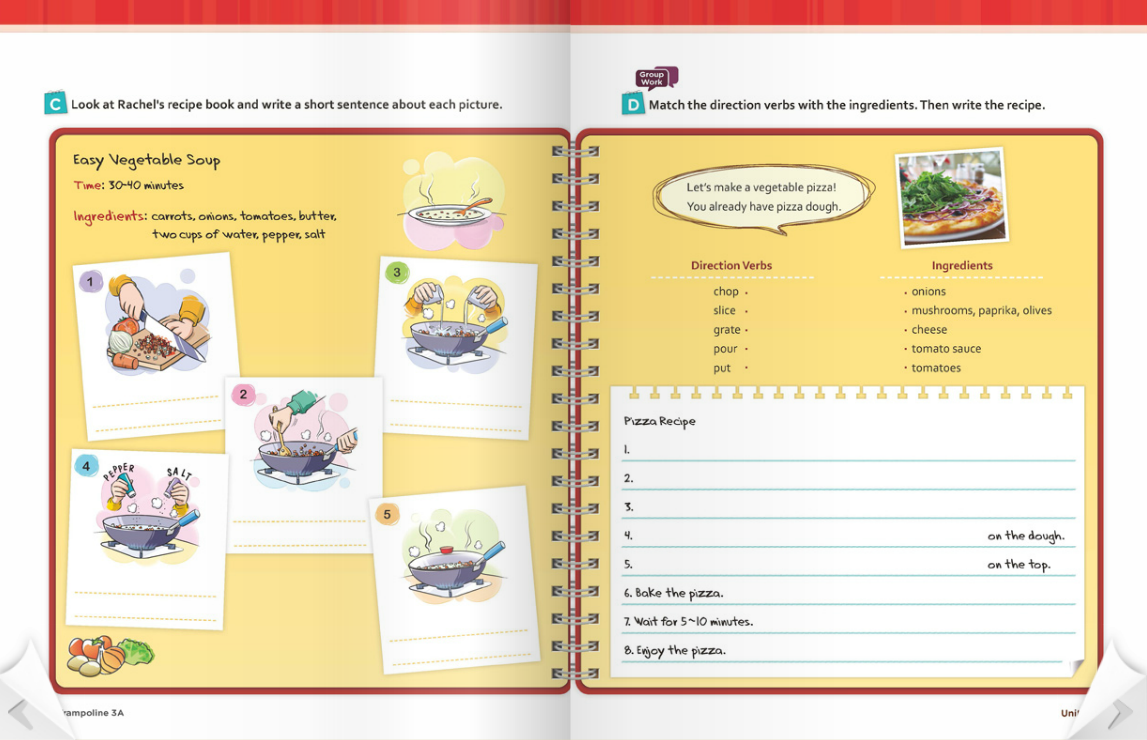 C Look at Rachel's recipe book and write a short sentence about each picture.
Easy Vegetable Soup
Time: 30~40 minutes
Ingredients: carrots, onions, tomatoes, butter,
two cups of water, pepper, salt
1
3
2
4
PEPPER
SALT
5
rampoline 3A
Group
Work
D Match the direction verbs with the ingredients. Then write the recipe.
Let's make a vegetable pizza!
You already have pizza dough.
Direction Verbs Ingredients
chop • • onions
slice • • mushrooms, paprika, olives
grate • • cheese
pour • • tomato sauce
put • • tomatoes
Pizza Recipe
1.
2.
3.
4. on the dough.
5. on the top.
6. Bake the pizza.
7. Wait for 5~10 minutes.
8. Enjoy the pizza.